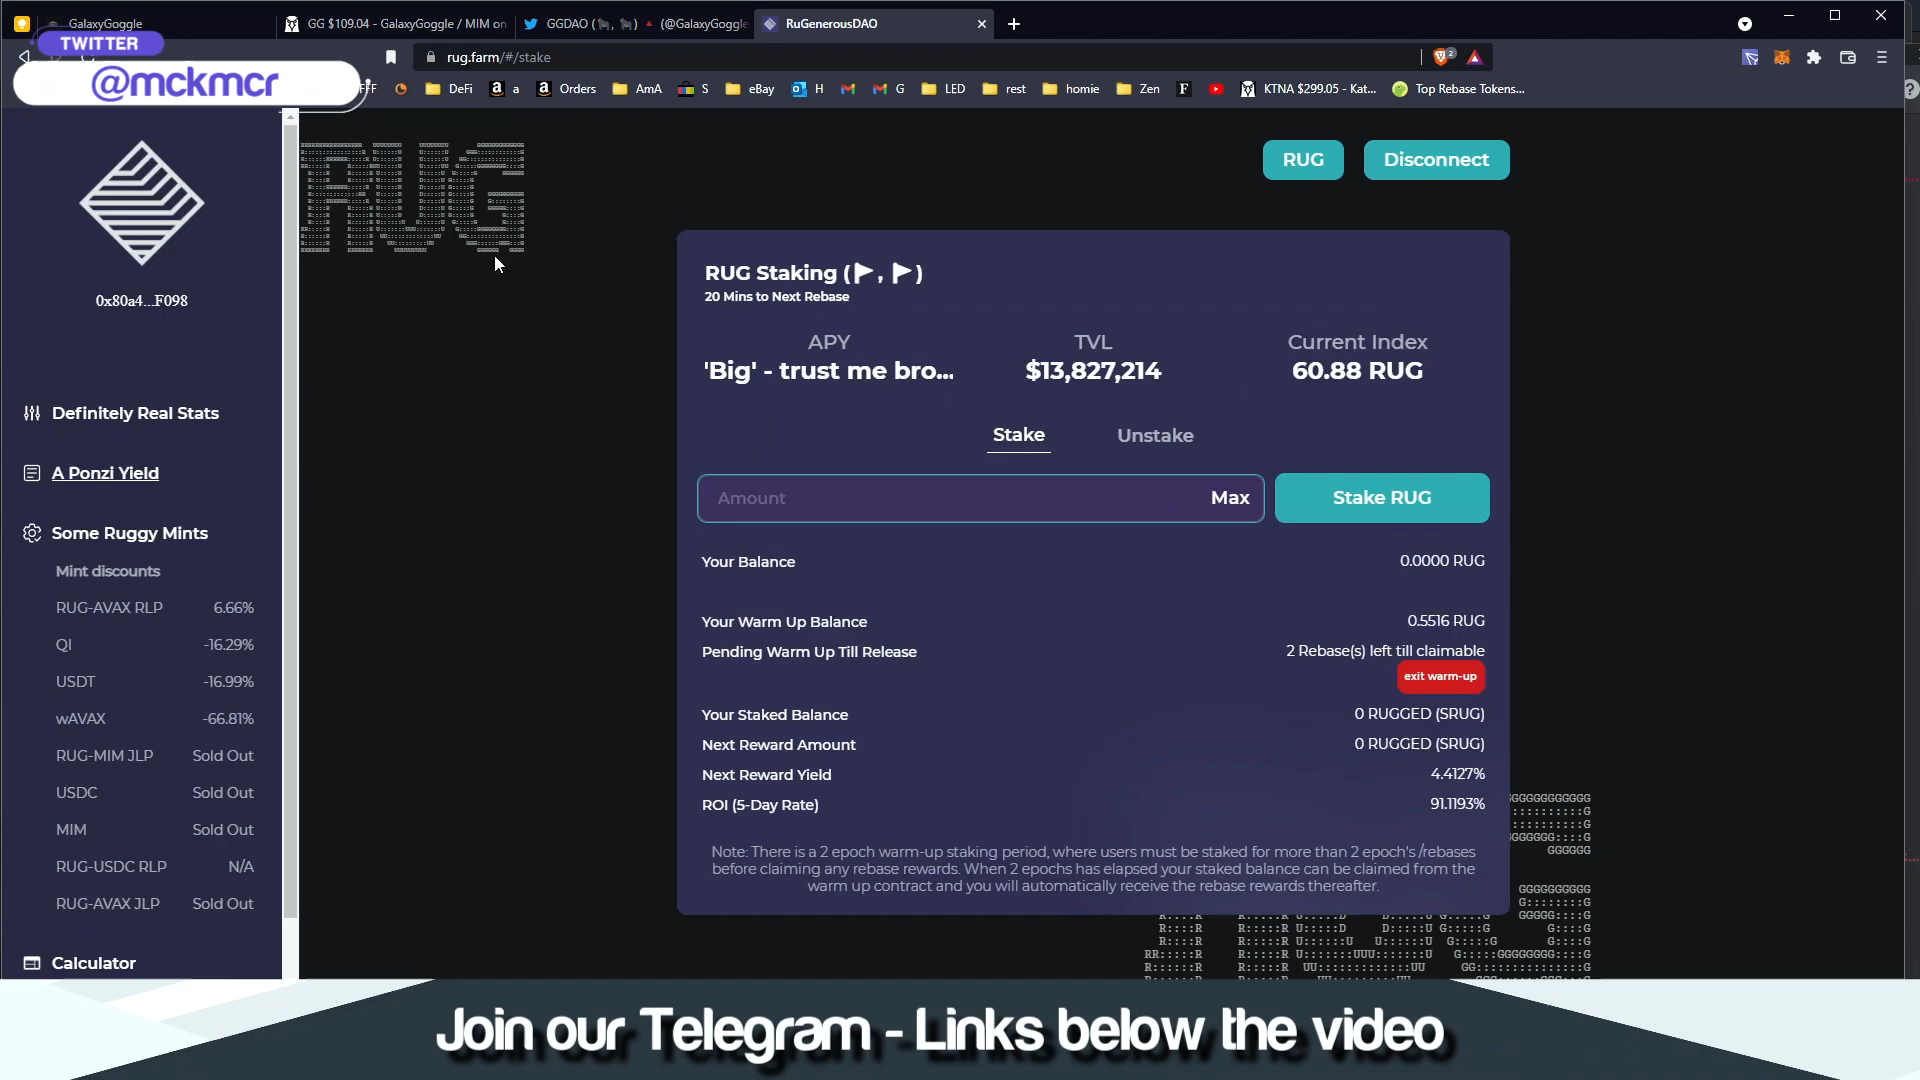 GalaxyGoggle
GG $109.04 - GalaxyGoggle / MIM on
GGDAO (🐎, 🐎) 🔺 (@GalaxyGoggle
RuGenerousDAO
TWITTER
@mckmcr
rug.farm/#/stake
2
FF
DeFi
a
Orders
AmA
S
eBay
H
G
LED
rest
homie
Zen
F
KTNA $299.05 - Kat...
Top Rebase Tokens...
RUG
Disconnect
0x80a4...F098
RUG Staking (⚑, ⚑)
20 Mins to Next Rebase
APY
TVL
Current Index
'Big' - trust me bro...
$13,827,214
60.88 RUG
Stake
Unstake
Amount
Max
Stake RUG
Your Balance
0.0000 RUG
Your Warm Up Balance
0.5516 RUG
Pending Warm Up Till Release
2 Rebase(s) left till claimable
exit warm-up
Your Staked Balance
0 RUGGED (SRUG)
Next Reward Amount
0 RUGGED (SRUG)
Next Reward Yield
4.4127%
ROI (5-Day Rate)
91.1193%
Note: There is a 2 epoch warm-up staking period, where users must be staked for more than 2 epoch's /rebases
before claiming any rebase rewards. When 2 epochs has elapsed your staked balance can be claimed from the
warm up contract and you will automatically receive the rebase rewards thereafter.
Definitely Real Stats
A Ponzi Yield
Some Ruggy Mints
Mint discounts
RUG-AVAX RLP 6.66%
QI -16.29%
USDT -16.99%
wAVAX -66.81%
RUG-MIM JLP Sold Out
USDC Sold Out
MIM Sold Out
RUG-USDC RLP N/A
RUG-AVAX JLP Sold Out
Calculator
Join our Telegram - Links below the video